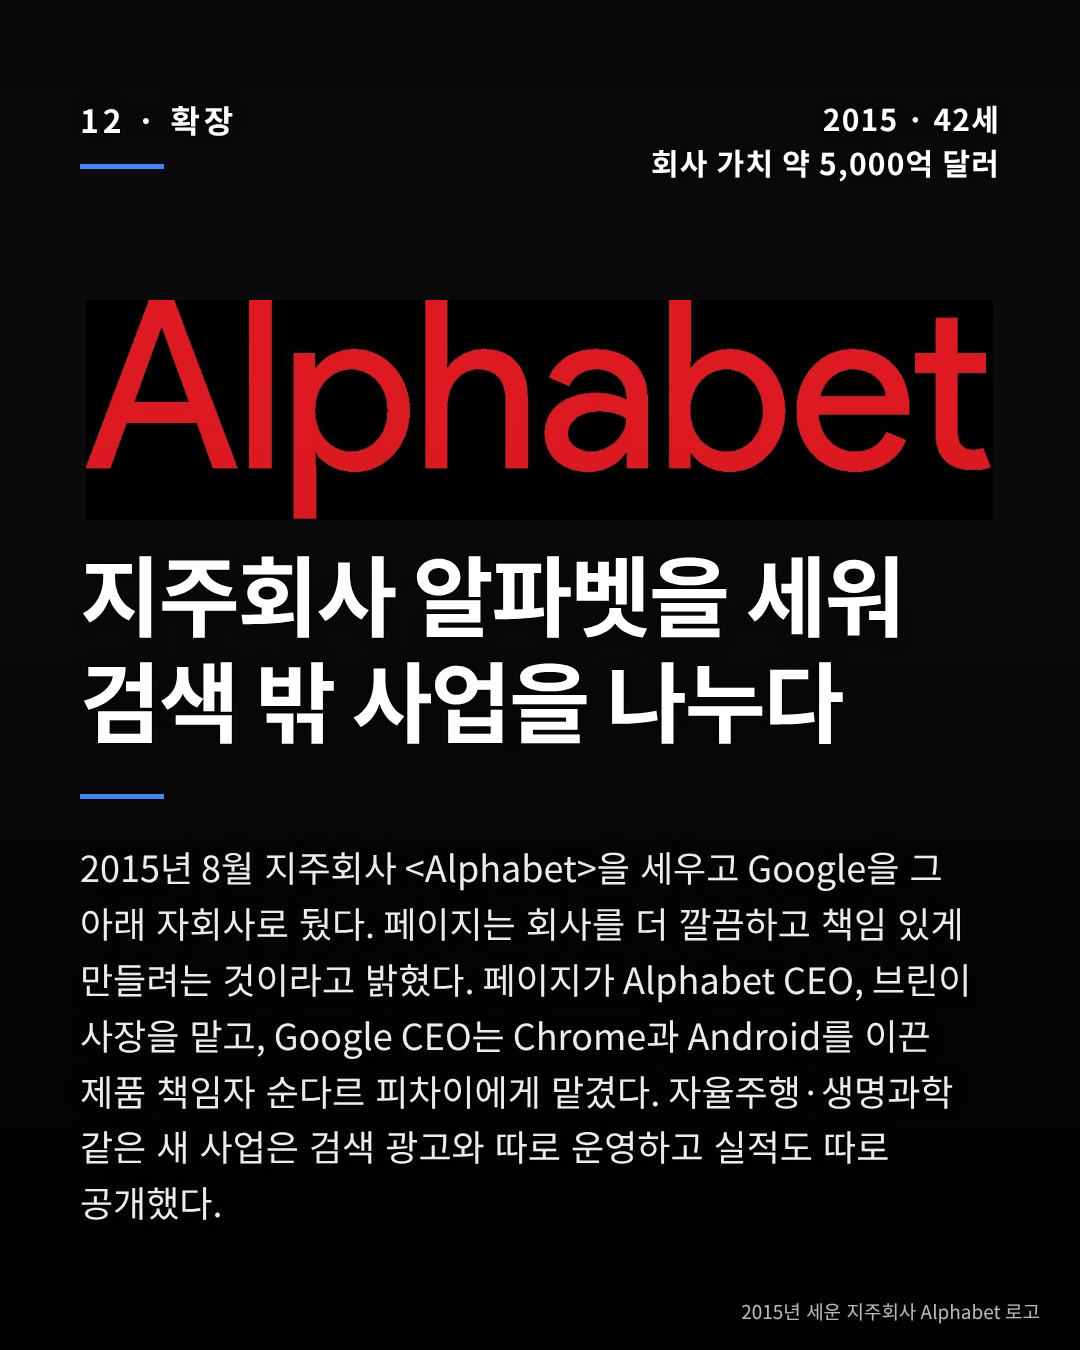 12 · 확장
2015 · 42세
회사 가치 약 5,000억 달러
Alphabet
지주회사 알파벳을 세워
검색 밖 사업을 나누다
2015년 8월 지주회사 <Alphabet>을 세우고 Google을 그
아래 자회사로 뒀다. 페이지는 회사를 더 깔끔하고 책임 있게
만들려는 것이라고 밝혔다. 페이지가 Alphabet CEO, 브린이
사장을 맡고, Google CEO는 Chrome과 Android를 이끈
제품 책임자 순다르 피차이에게 맡겼다. 자율주행·생명과학
같은 새 사업은 검색 광고와 따로 운영하고 실적도 따로
공개했다.
2015년 세운 지주회사 Alphabet 로고